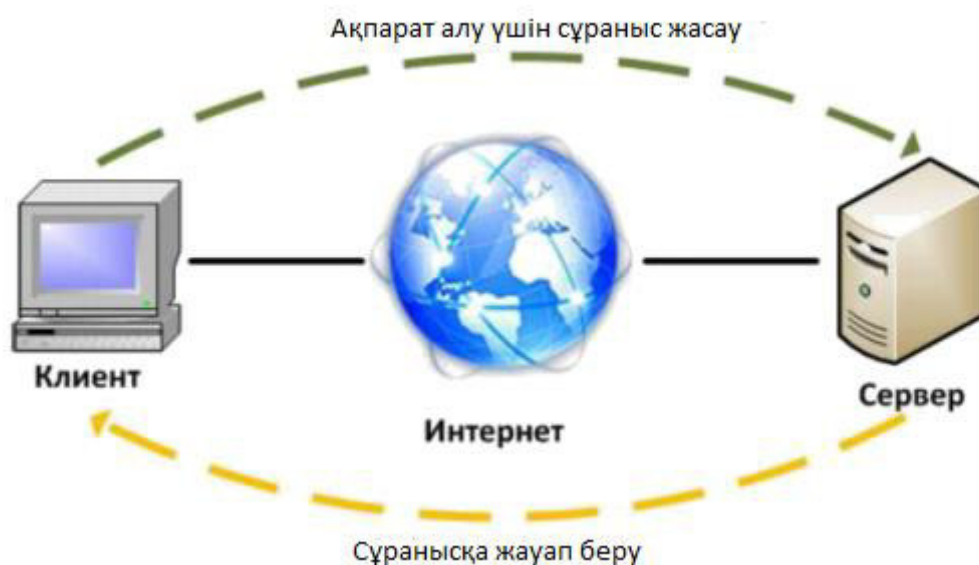 Ақпарат алу үшін сұраныс жасау
Клиент
Интернет
Сервер
Сұранысқа жауап беру